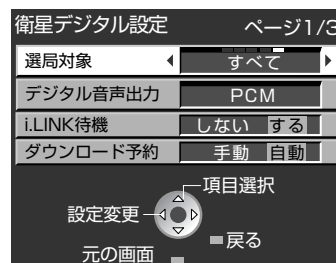 衛星デジタル設定 ページ1/3
選局対象 すべて
デジタル音声出力 PCM
i.LINK待機 しない する
ダウンロード予約 手動 自動
項目選択
設定変更
戻る
元の画面